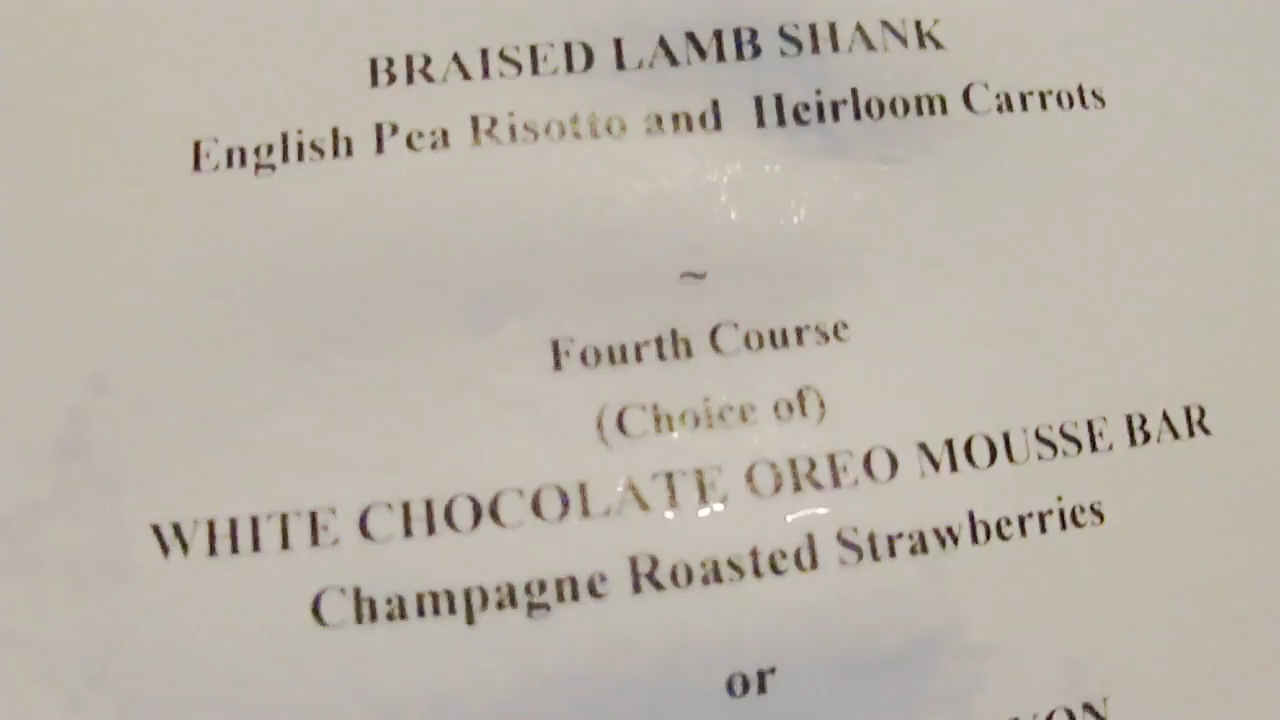 BRAISED LAMB SHANK
English Pea Risotto and Heirloom Carrots
~
Fourth Course
(Choice of)
WHITE CHOCOLATE OREO MOUSSE BAR
Champagne Roasted Strawberries
or